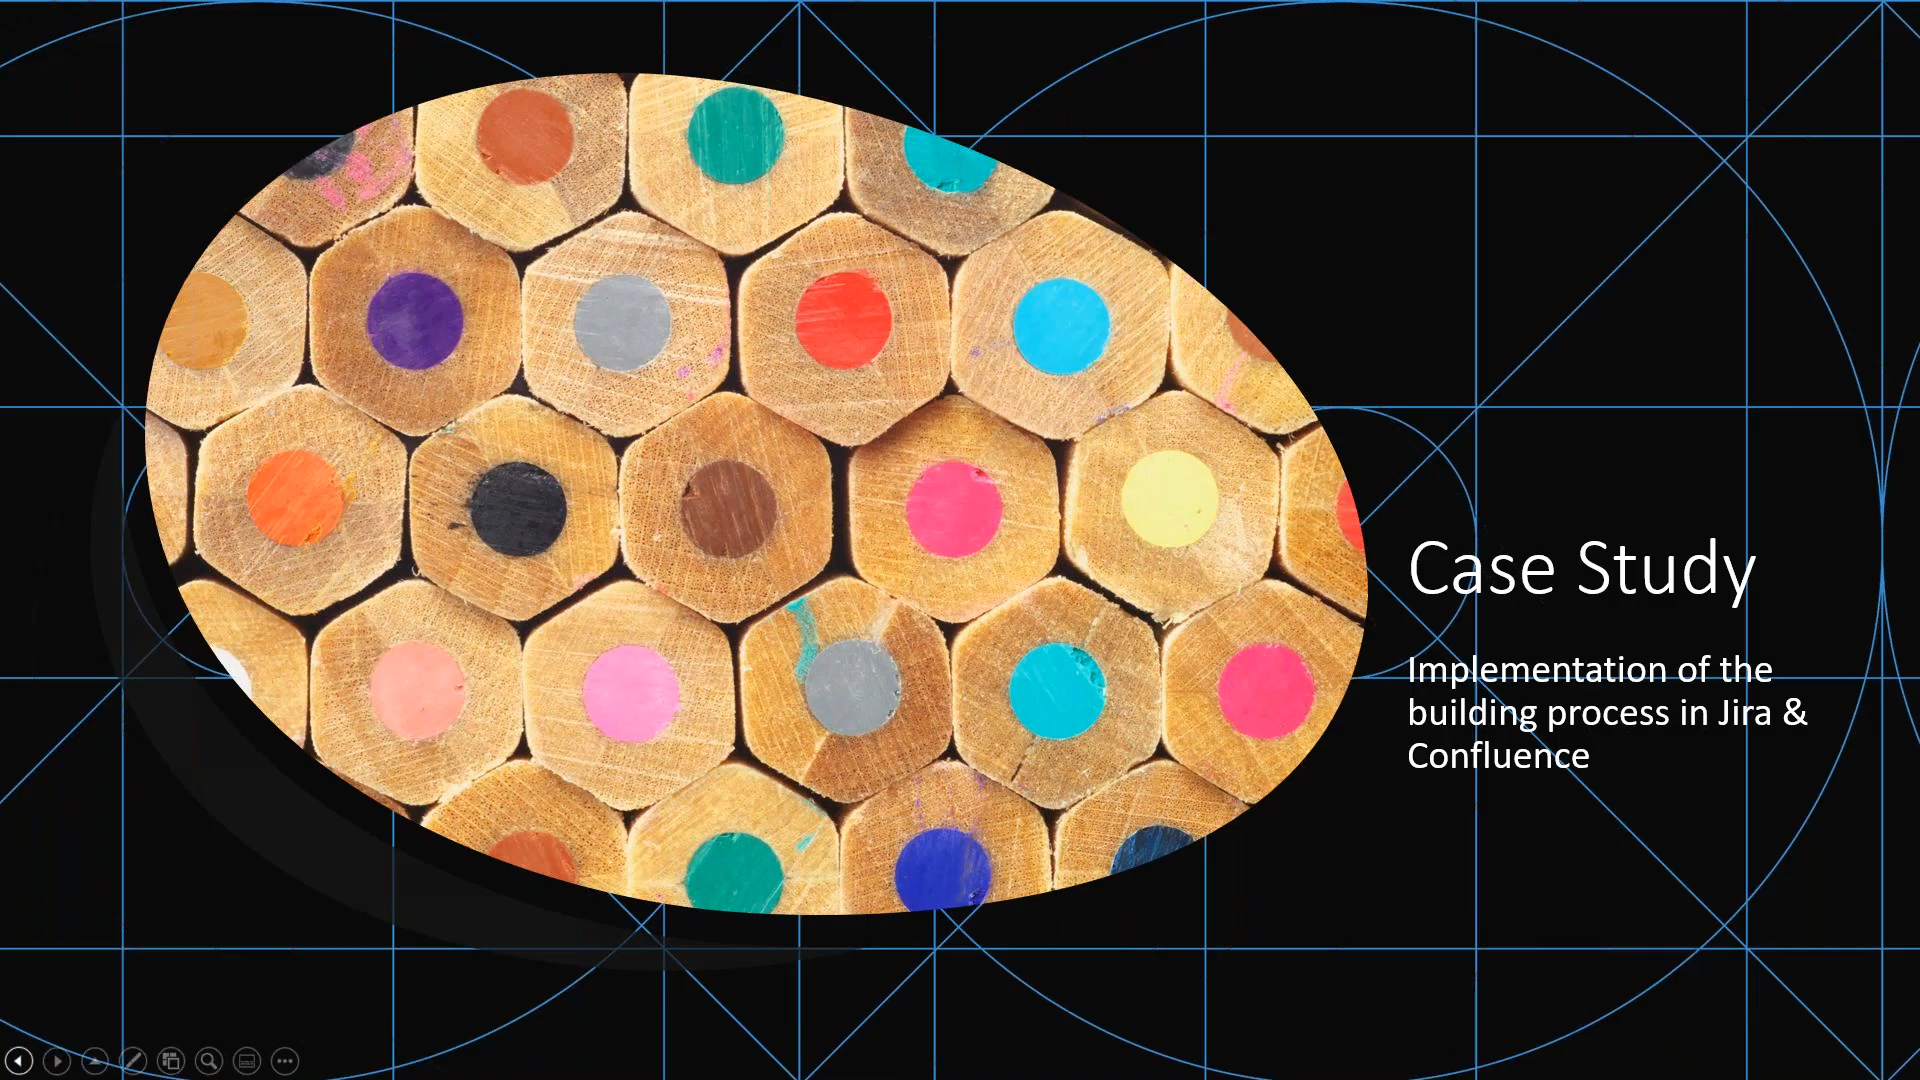 Case Study
Implementation of the
building process in Jira &
Confluence